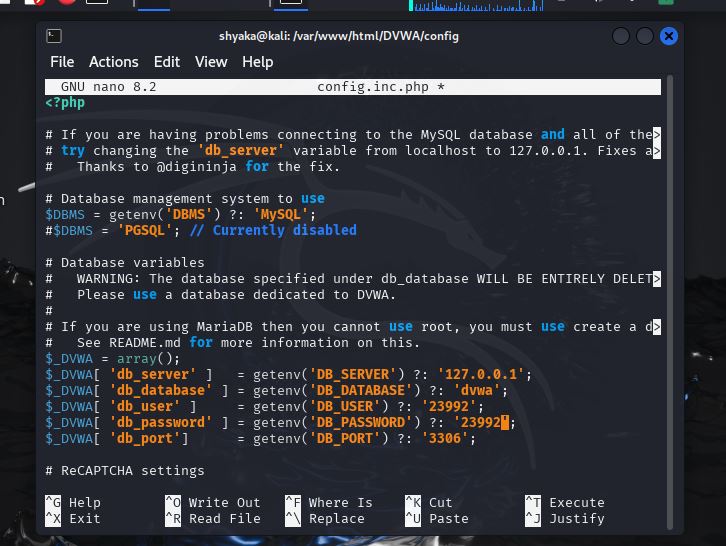 shyaka@kali: /var/www/html/DVWA/config
File Actions Edit View Help
GNU nano 8.2 config.inc.php *
<?php
# If you are having problems connecting to the MySQL database and all of the>
# try changing the 'db_server' variable from localhost to 127.0.0.1. Fixes a>
#   Thanks to @digininja for the fix.
# Database management system to use
$DBMS = getenv('DBMS') ?: 'MySQL';
#$DBMS = 'PGSQL'; // Currently disabled
# Database variables
#   WARNING: The database specified under db_database WILL BE ENTIRELY DELET>
#   Please use a database dedicated to DVWA.
#
# If you are using MariaDB then you cannot use root, you must use create a d>
#   See README.md for more information on this.
$_DVWA = array();
$_DVWA[ 'db_server' ]   = getenv('DB_SERVER') ?: '127.0.0.1';
$_DVWA[ 'db_database' ] = getenv('DB_DATABASE') ?: 'dvwa';
$_DVWA[ 'db_user' ]     = getenv('DB_USER') ?: '23992';
$_DVWA[ 'db_password' ] = getenv('DB_PASSWORD') ?: '23992';
$_DVWA[ 'db_port']      = getenv('DB_PORT') ?: '3306';
# ReCAPTCHA settings
^G Help ^O Write Out ^F Where Is ^K Cut ^T Execute
^X Exit ^R Read File ^\ Replace ^U Paste ^J Justify